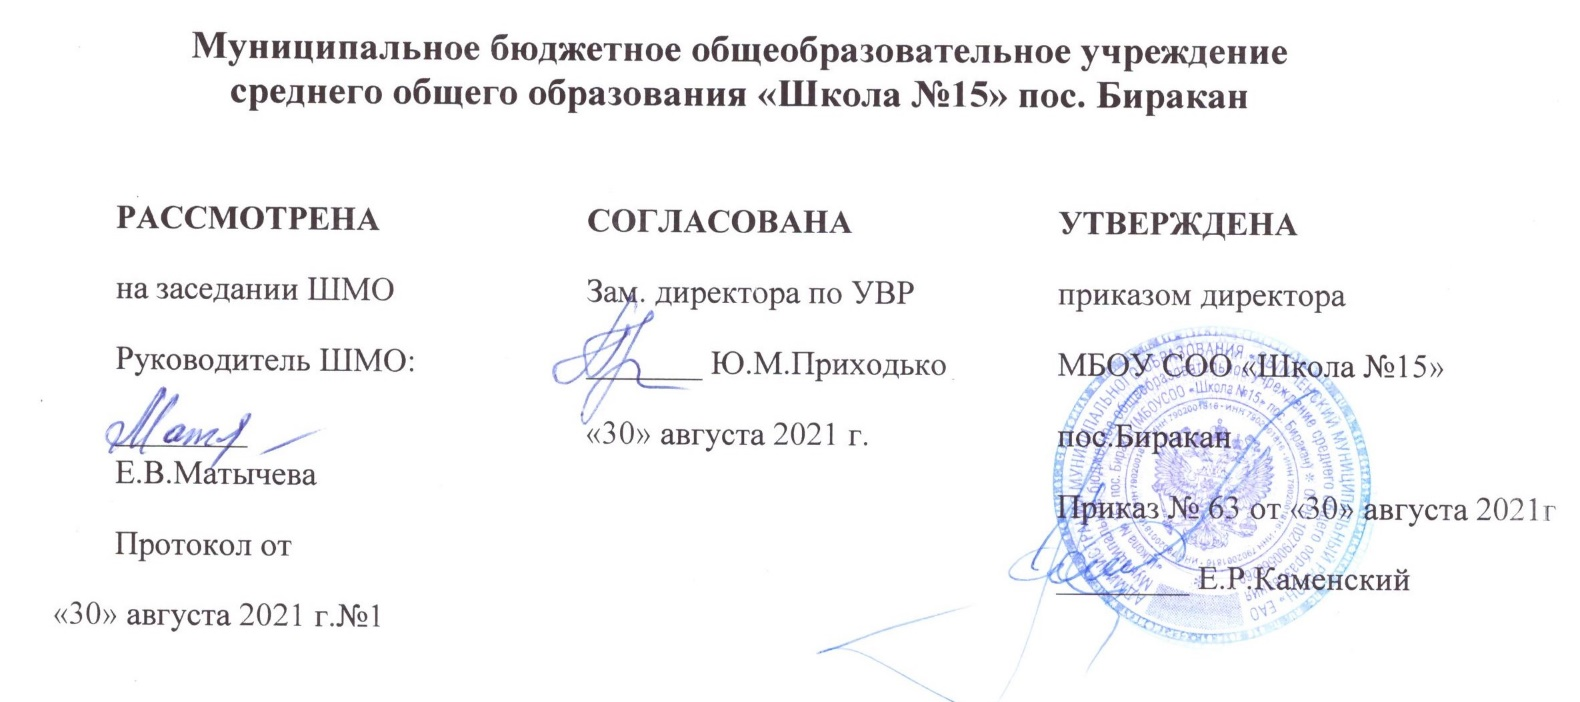 Муниципальное бюджетное общеобразовательное учреждение
среднего общего образования «Школа №15» пос. Биракан
РАССМОТРЕНА
на заседании ШМО
Руководитель ШМО:
Е.В.Матычева
Протокол от
«30» августа 2021 г.№1
СОГЛАСОВАНА
Зам. директора по УВР
Ю.М.Приходько
«30» августа 2021 г.
УТВЕРЖДЕНА
приказом директора
МБОУ СОО «Школа №15»
пос.Биракан
Приказ № 63 от «30» августа 2021г
Е.Р.Каменский